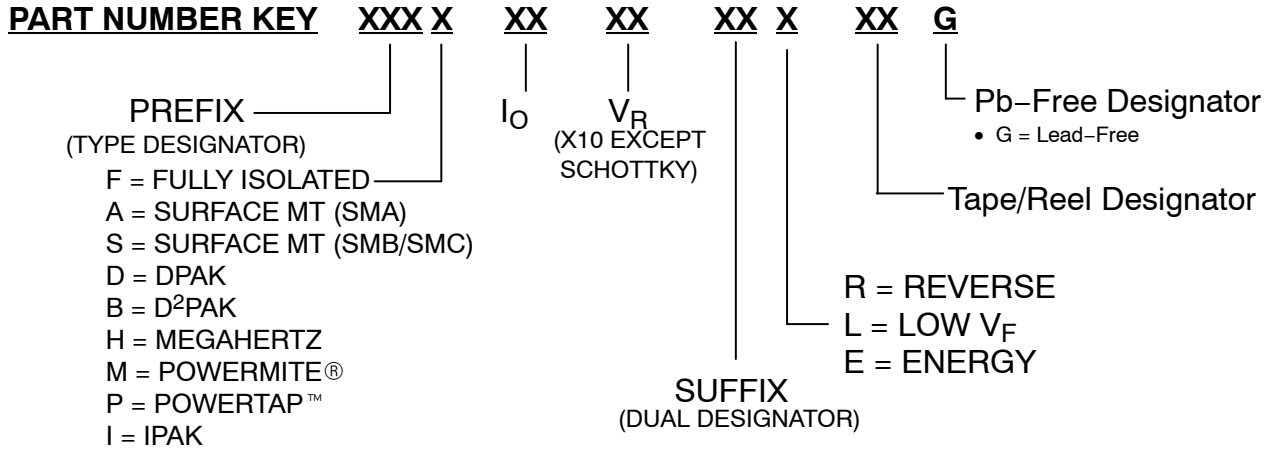 PART NUMBER KEY XXX X XX XX XX X XX G
PREFIX
(TYPE DESIGNATOR)
F = FULLY ISOLATED
A = SURFACE MT (SMA)
S = SURFACE MT (SMB/SMC)
D = DPAK
B = D²PAK
H = MEGAHERTZ
M = POWERMITE®
P = POWERTAP™
I = IPAK
I_O
V_R
(X10 EXCEPT
SCHOTTKY)
SUFFIX
(DUAL DESIGNATOR)
R = REVERSE
L = LOW V_F
E = ENERGY
Pb−Free Designator
• G = Lead−Free
Tape/Reel Designator